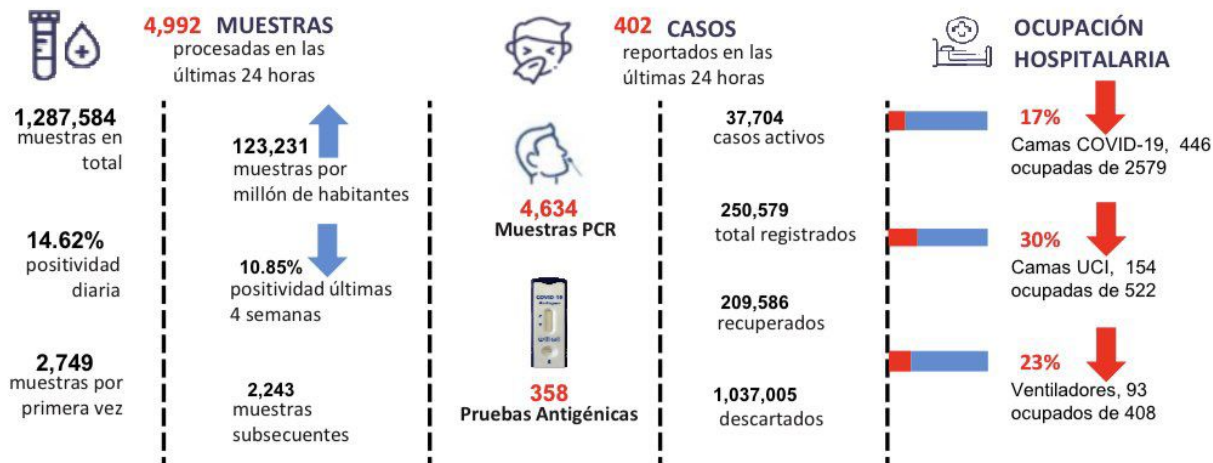 4,992 MUESTRAS
procesadas en las
últimas 24 horas
1,287,584
muestras en
total
14.62%
positividad
diaria
2,749
muestras por
primera vez
123,231
muestras por
millón de habitantes
10.85%
positividad últimas
4 semanas
2,243
muestras
subsecuentes
402 CASOS
reportados en las
últimas 24 horas
4,634
Muestras PCR
COVID-19
358
Pruebas Antigénicas
37,704
casos activos
250,579
total registrados
209,586
recuperados
1,037,005
descartados
OCUPACIÓN
HOSPITALARIA
17%
Camas COVID-19, 446
ocupadas de 2579
30%
Camas UCI, 154
ocupadas de 522
23%
Ventiladores, 93
ocupados de 408